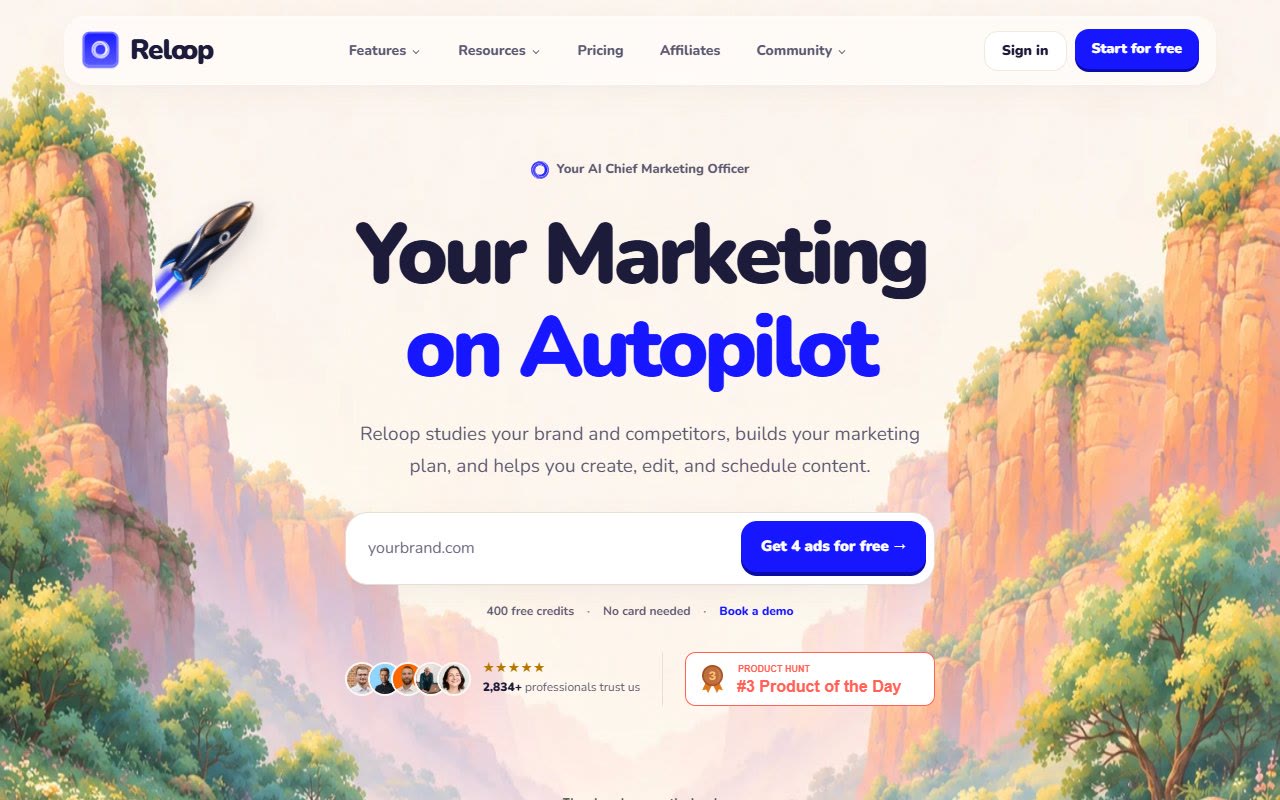 Reloop
Features
Resources
Pricing
Affiliates
Community
Sign in
Start for free
Your AI Chief Marketing Officer
Your Marketing
on Autopilot
Reloop studies your brand and competitors, builds your marketing
plan, and helps you create, edit, and schedule content.
yourbrand.com
Get 4 ads for free →
400 free credits · No card needed · Book a demo
★★★★★
2,834+ professionals trust us
3
PRODUCT HUNT
#3 Product of the Day